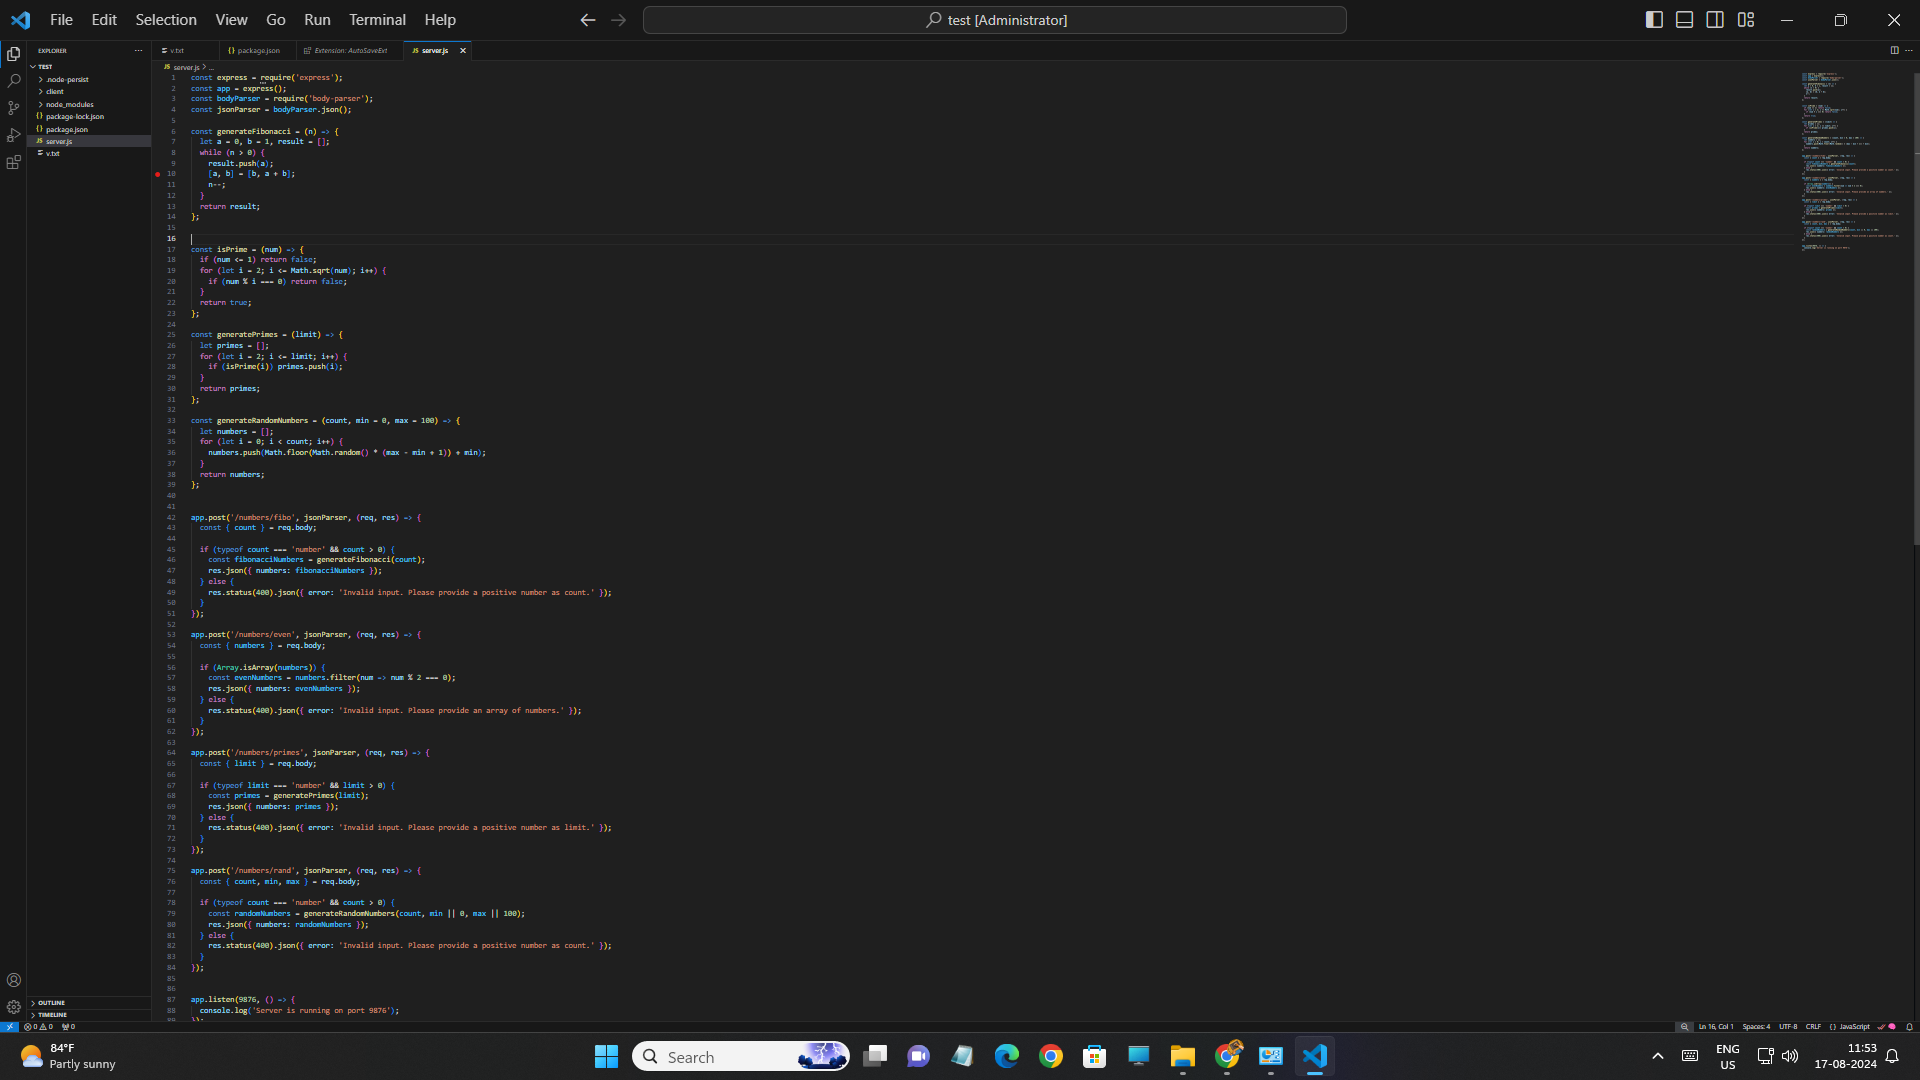 File Edit Selection View Go Run Terminal Help
test [Administrator]
EXPLORER
TEST
.node-persist
client
node_modules
package-lock.json
package.json
server.js
v.txt
OUTLINE
TIMELINE
v.txt
package.json
Extension: AutoSaveExt
JS server.js
JS server.js > ...
1 const express = require('express');
2 const app = express();
3 const bodyParser = require('body-parser');
4 const jsonParser = bodyParser.json();
5
6 const generateFibonacci = (n) => {
7 let a = 0, b = 1, result = [];
8 while (n > 0) {
9 result.push(a);
10 [a, b] = [b, a + b];
11 n--;
12 }
13 return result;
14 };
15
16
17 const isPrime = (num) => {
18 if (num <= 1) return false;
19 for (let i = 2; i <= Math.sqrt(num); i++) {
20 if (num % i === 0) return false;
21 }
22 return true;
23 };
24
25 const generatePrimes = (limit) => {
26 let primes = [];
27 for (let i = 2; i <= limit; i++) {
28 if (isPrime(i)) primes.push(i);
29 }
30 return primes;
31 };
32
33 const generateRandomNumbers = (count, min = 0, max = 100) => {
34 let numbers = [];
35 for (let i = 0; i < count; i++) {
36 numbers.push(Math.floor(Math.random() * (max - min + 1)) + min);
37 }
38 return numbers;
39 };
40
41
42 app.post('/numbers/fibo', jsonParser, (req, res) => {
43 const { count } = req.body;
44
45 if (typeof count === 'number' && count > 0) {
46 const fibonacciNumbers = generateFibonacci(count);
47 res.json({ numbers: fibonacciNumbers });
48 } else {
49 res.status(400).json({ error: 'Invalid input. Please provide a positive number as count.' });
50 }
51 });
52
53 app.post('/numbers/even', jsonParser, (req, res) => {
54 const { numbers } = req.body;
55
56 if (Array.isArray(numbers)) {
57 const evenNumbers = numbers.filter(num => num % 2 === 0);
58 res.json({ numbers: evenNumbers });
59 } else {
60 res.status(400).json({ error: 'Invalid input. Please provide an array of numbers.' });
61 }
62 });
63
64 app.post('/numbers/primes', jsonParser, (req, res) => {
65 const { limit } = req.body;
66
67 if (typeof limit === 'number' && limit > 0) {
68 const primes = generatePrimes(limit);
69 res.json({ numbers: primes });
70 } else {
71 res.status(400).json({ error: 'Invalid input. Please provide a positive number as limit.' });
72 }
73 });
74
75 app.post('/numbers/rand', jsonParser, (req, res) => {
76 const { count, min, max } = req.body;
77
78 if (typeof count === 'number' && count > 0) {
79 const randomNumbers = generateRandomNumbers(count, min || 0, max || 100);
80 res.json({ numbers: randomNumbers });
81 } else {
82 res.status(400).json({ error: 'Invalid input. Please provide a positive number as count.' });
83 }
84 });
85
86
87 app.listen(9876, () => {
88 console.log('Server is running on port 9876');
89 });
0 0 0
Ln 16, Col 1 Spaces: 4 UTF-8 CRLF {} JavaScript
84°F
Partly sunny
Search
ENG
US
11:53
17-08-2024